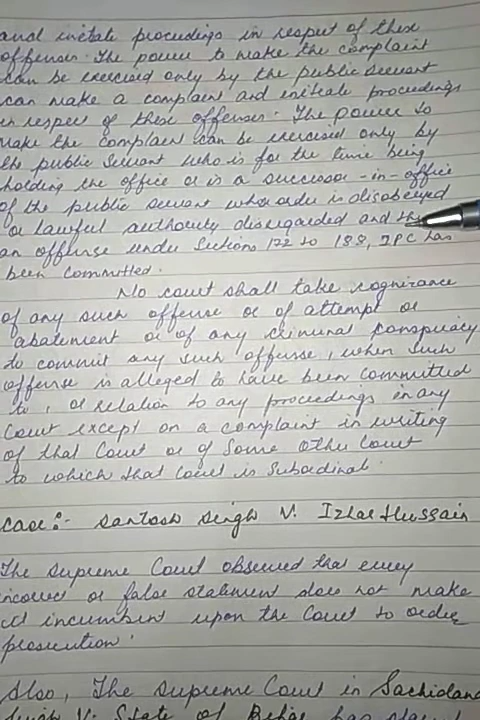 and initate proceedings in respect of these
offenses. The power to make the complaint
can be exercised only by the public servant
can make a complaint and initiate proceedings
in respect of these offenses. The power to
make the complaint can be exercised only by
the public servant who is for the time being
holding the office or is a successor-in-office
of the public servant whose order is disobeyed
or lawful authority disregarded and
an offense under Sections 172 to 188, IPC has
been committed.
No court shall take cognizance
of any such offense or of attempt or
abatement or of any criminal conspiracy
to commit any such offense, when such
offense is alleged to have been committed
to, or relation to any proceedings in any
Court except on a complaint in writing
of that Court or of some other Court
to which that Court is Subordinate.
case:- Santosh Singh V. Izhar Hussain
The Supreme Court observed that every
incorrect or false statement does not make
it incumbent upon the Court to order
prosecution.
Also, The Supreme Court in Sachidanand
Singh V. State of Bihar has